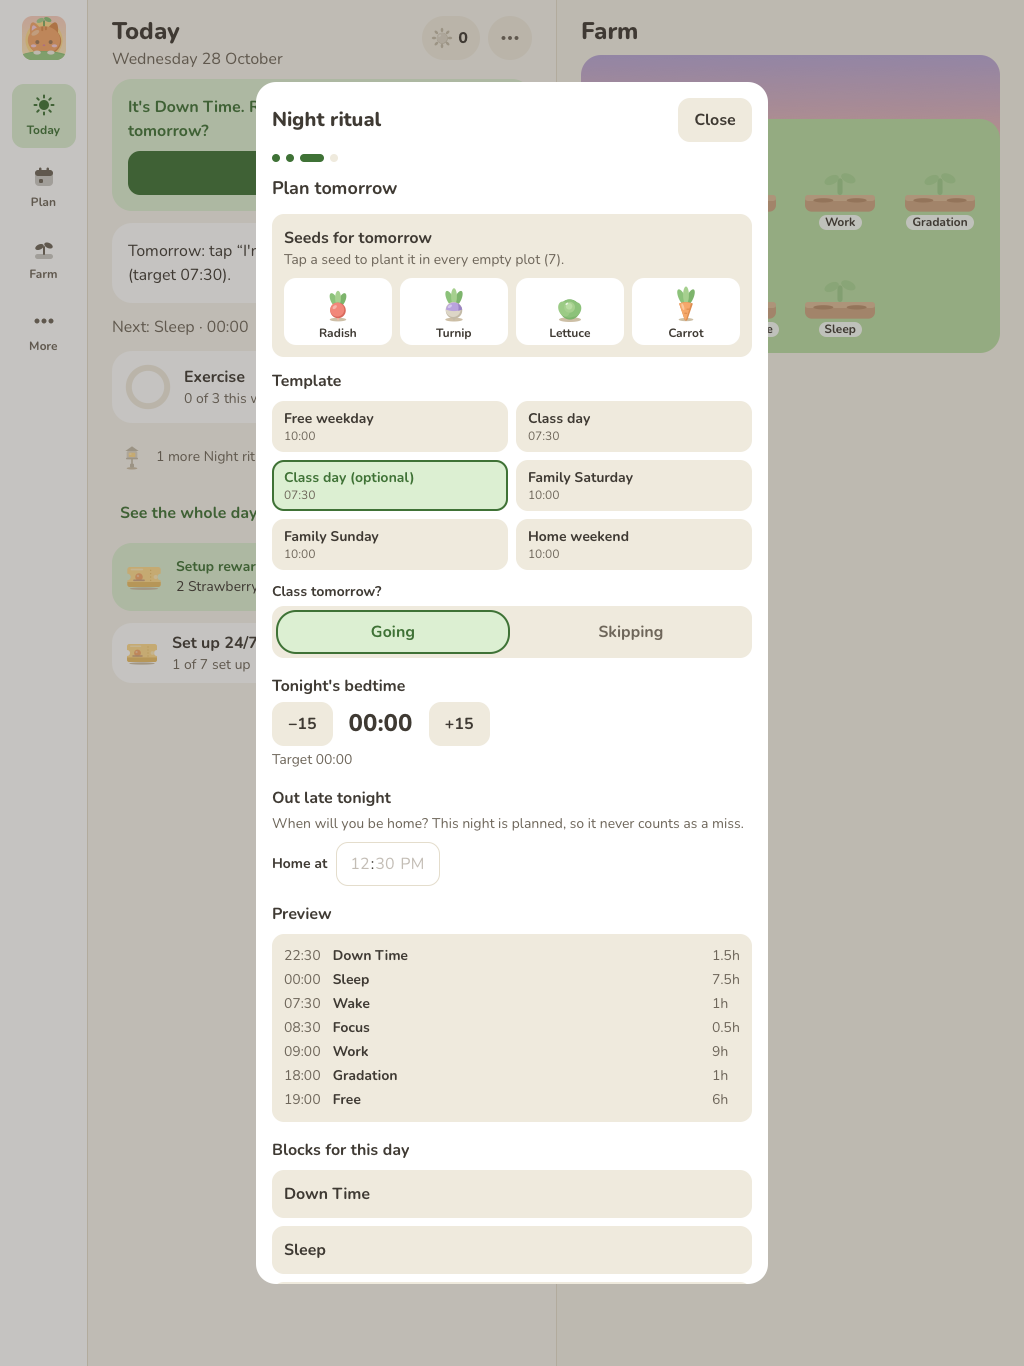 Today
Wednesday 28 October
0
Farm
Today
Plan
Farm
More
It's Down Time.
tomorrow?
Tomorrow: tap “I'r
(target 07:30).
Next: Sleep · 00:00
Exercise
0 of 3 this
1 more Night rit
See the whole day
Setup rewar
2 Strawberry
Set up 24/7
1 of 7 set up
Work
Gradation
Sleep
Night ritual
Close
Plan tomorrow
Seeds for tomorrow
Tap a seed to plant it in every empty plot (7).
Radish
Turnip
Lettuce
Carrot
Template
Free weekday
10:00
Class day
07:30
Class day (optional)
07:30
Family Saturday
10:00
Family Sunday
10:00
Home weekend
10:00
Class tomorrow?
Going
Skipping
Tonight's bedtime
−15
00:00
+15
Target 00:00
Out late tonight
When will you be home? This night is planned, so it never counts as a miss.
Home at
12:30 PM
Preview
22:30 Down Time 1.5h
00:00 Sleep 7.5h
07:30 Wake 1h
08:30 Focus 0.5h
09:00 Work 9h
18:00 Gradation 1h
19:00 Free 6h
Blocks for this day
Down Time
Sleep